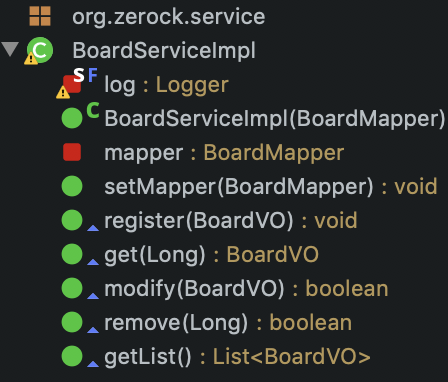 org.zerock.service
BoardServiceImpl
log : Logger
BoardServiceImpl(BoardMapper)
mapper : BoardMapper
setMapper(BoardMapper) : void
register(BoardVO) : void
get(Long) : BoardVO
modify(BoardVO) : boolean
remove(Long) : boolean
getList() : List<BoardVO>